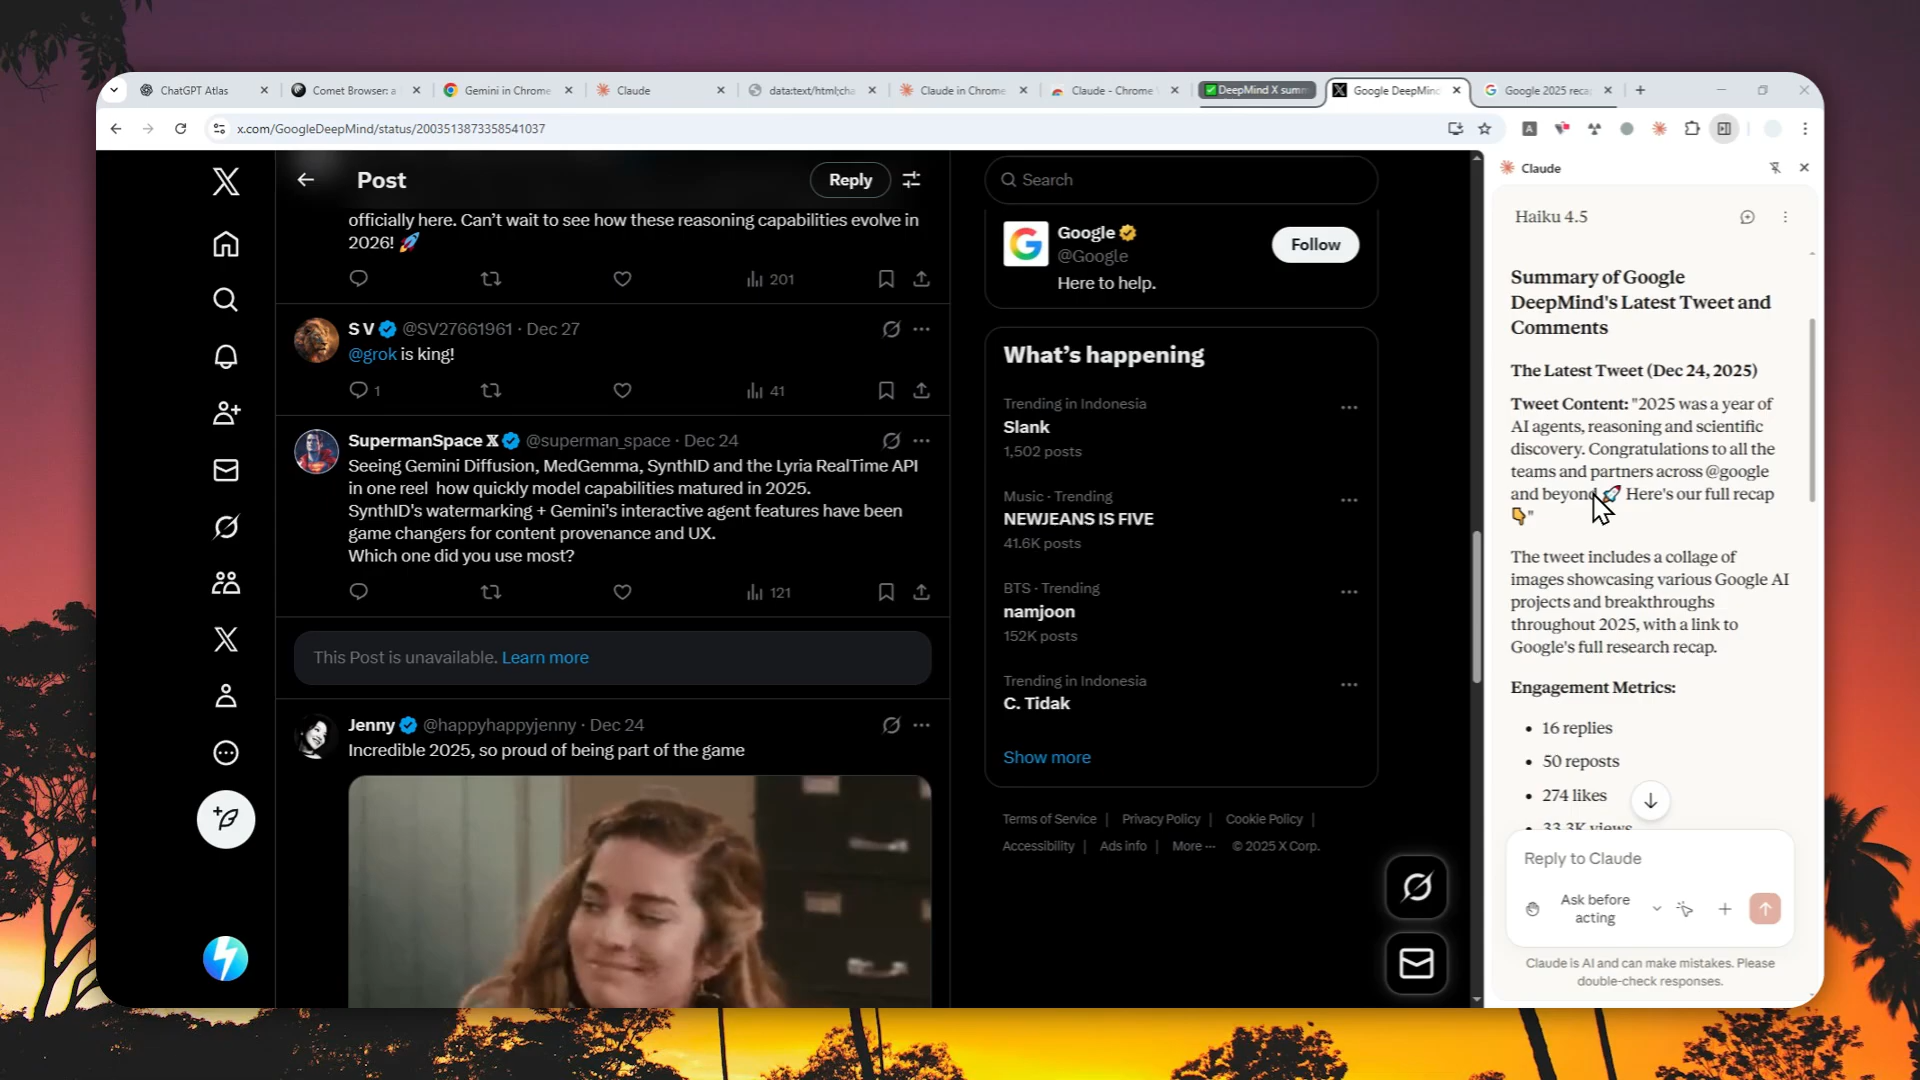 ChatGPT Atlas
Comet Browser: a
Gemini in Chrome
Claude
data:text/html;cha
Claude in Chrome
Claude - Chrome
DeepMind X summ
Google DeepMind
Google 2025 reca
x.com/GoogleDeepMind/status/2003513873358541037
Post
Reply
officially here. Can't wait to see how these reasoning capabilities evolve in
2026! 🚀
201
S V @SV27661961 · Dec 27
@grok is king!
1
41
SupermanSpace X @superman_space · Dec 24
Seeing Gemini Diffusion, MedGemma, SynthID and the Lyria RealTime API
in one reel how quickly model capabilities matured in 2025.
SynthID's watermarking + Gemini's interactive agent features have been
game changers for content provenance and UX.
Which one did you use most?
121
This Post is unavailable. Learn more
Jenny @happyhappyjenny · Dec 24
Incredible 2025, so proud of being part of the game
Search
Google
@Google
Here to help.
Follow
What's happening
Trending in Indonesia
Slank
1,502 posts
Music · Trending
NEWJEANS IS FIVE
41.6K posts
BTS · Trending
namjoon
152K posts
Trending in Indonesia
C. Tidak
Show more
Terms of Service | Privacy Policy | Cookie Policy |
Accessibility | Ads info | More ··· © 2025 X Corp.
Claude
Haiku 4.5
Summary of Google
DeepMind's Latest Tweet and
Comments
The Latest Tweet (Dec 24, 2025)
Tweet Content: "2025 was a year of
AI agents, reasoning and scientific
discovery. Congratulations to all the
teams and partners across @google
and beyond 🚀 Here's our full recap
👇"
The tweet includes a collage of
images showcasing various Google AI
projects and breakthroughs
throughout 2025, with a link to
Google's full research recap.
Engagement Metrics:
• 16 replies
• 50 reposts
• 274 likes
• 33.3K views
Reply to Claude
Ask before
acting
Claude is AI and can make mistakes. Please
double-check responses.